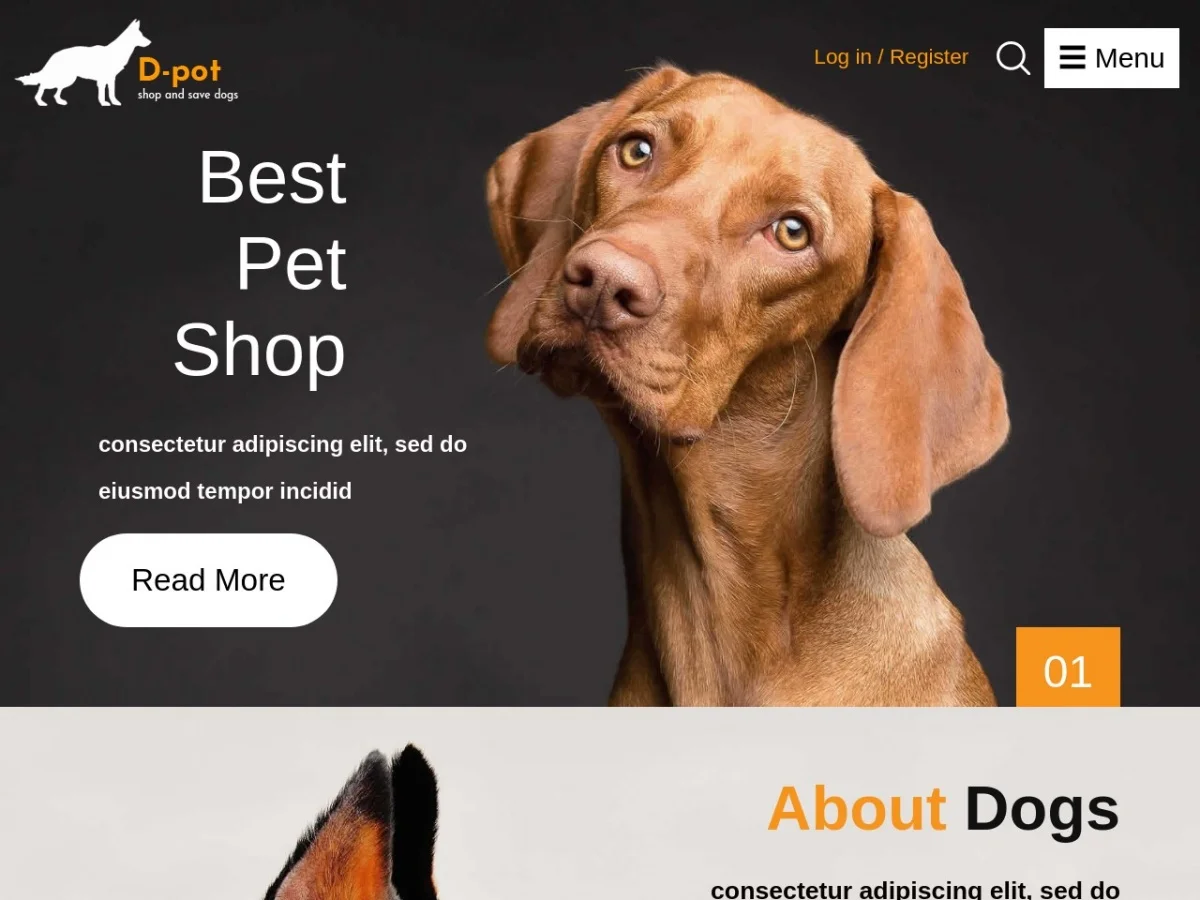 D-pot
shop and save dogs
Log in / Register
Menu
Best
Pet
Shop
consectetur adipiscing elit, sed do
eiusmod tempor incidid
Read More
01
About Dogs
consectetur adipiscing elit, sed do